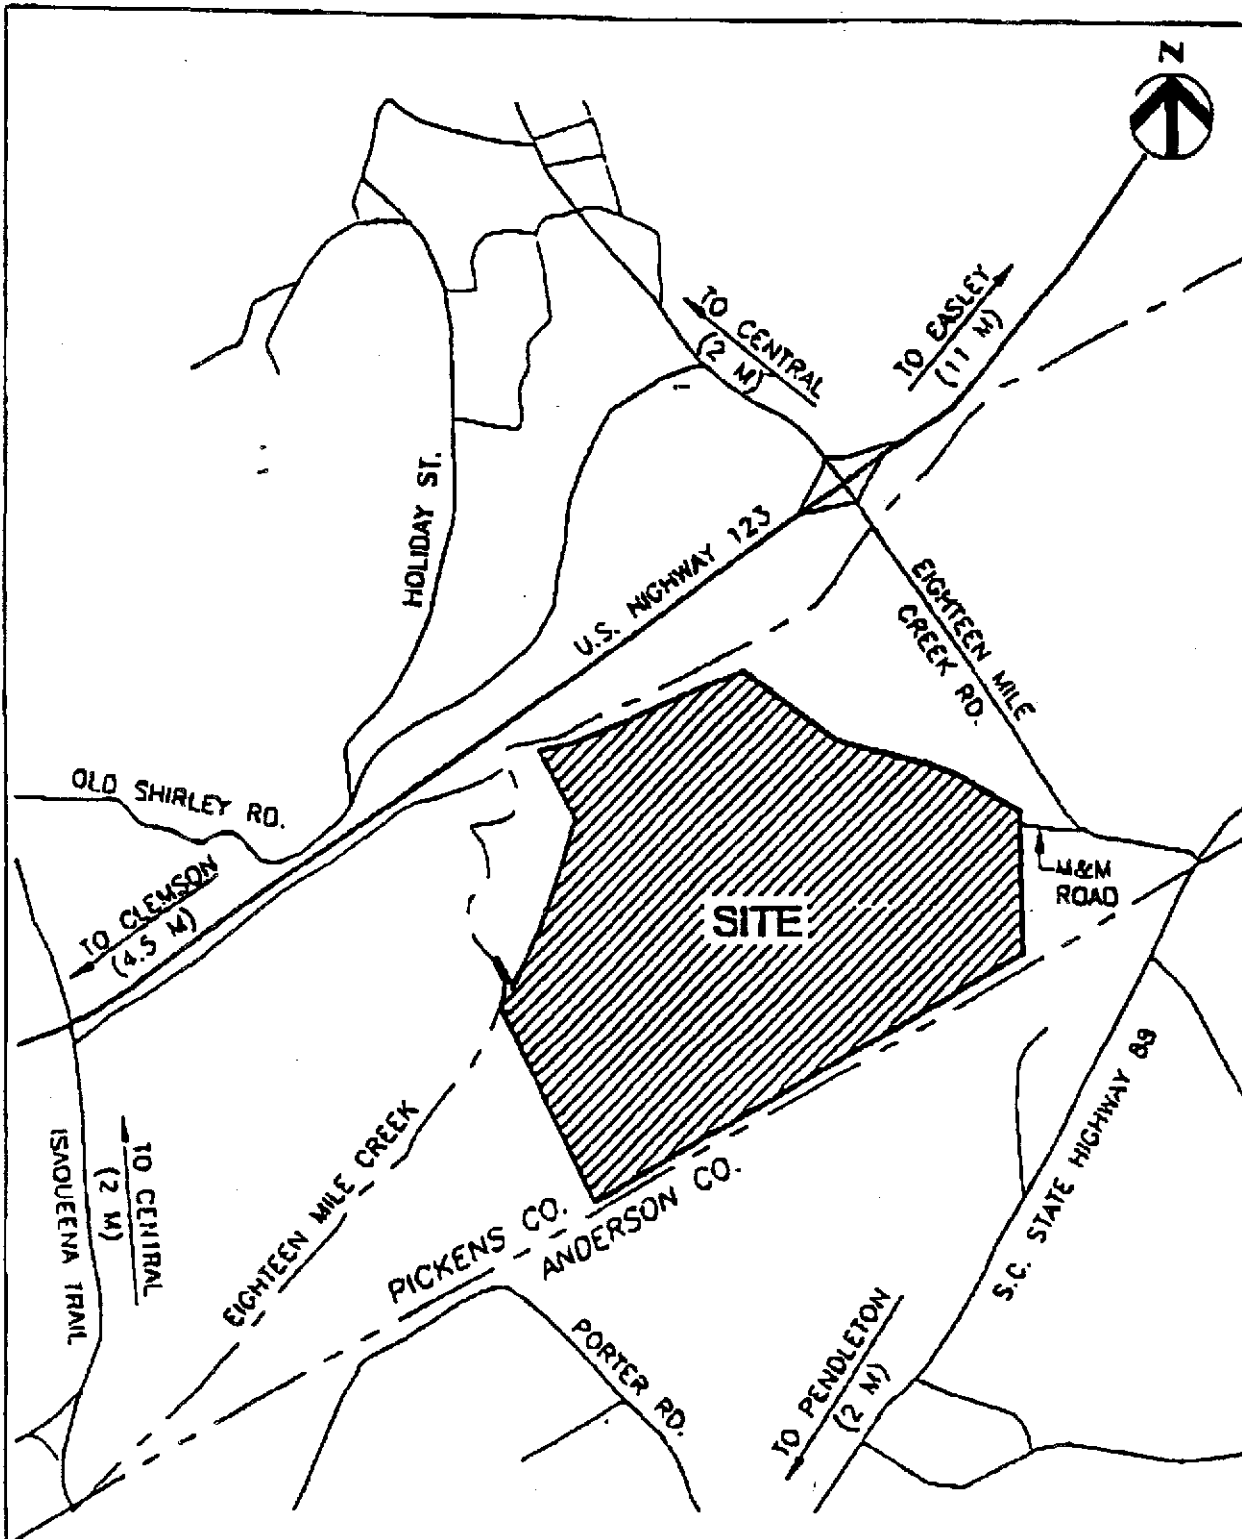 N
TO CENTRAL
(2 M)
TO EASLEY
(11 M)
HOLIDAY ST.
U.S. HIGHWAY 123
EIGHTEEN MILE
CREEK RD.
OLD SHIRLEY RD.
TO CLEMSON
(4.5 M)
SITE
M&M
ROAD
ISAQUEENA TRAIL
TO CENTRAL
(2 M)
EIGHTEEN MILE CREEK
PICKENS CO.
ANDERSON CO.
S.C. STATE HIGHWAY 89
PORTER RD.
TO PENDLETON
(2 M)